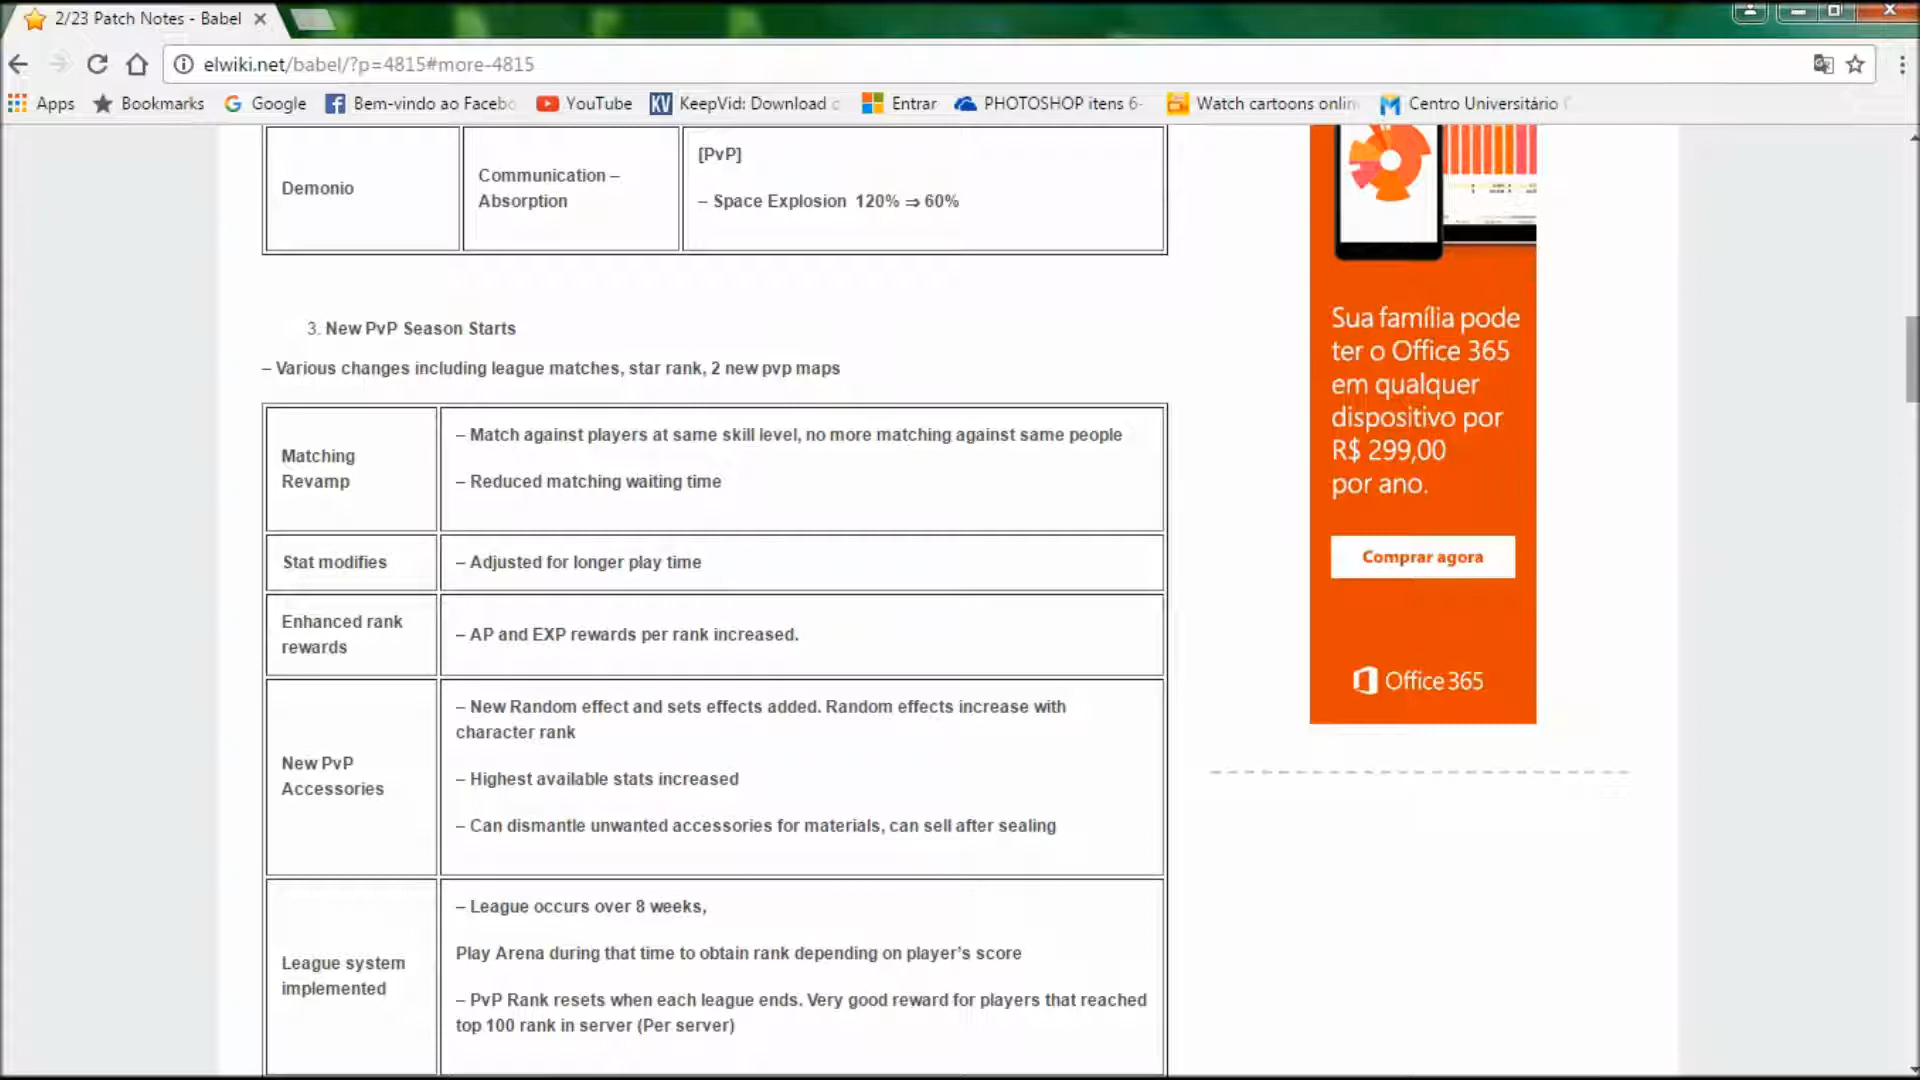 2/23 Patch Notes - Babel
elwiki.net/babel/?p=4815#more-4815
Apps
Bookmarks
Google
Bem-vindo ao Facebo
YouTube
KeepVid: Download
Entrar
PHOTOSHOP itens 6-
Watch cartoons onlin
Centro Universitário
Demonio
Communication –
Absorption
[PvP]
– Space Explosion 120% ⇒ 60%
3. New PvP Season Starts
– Various changes including league matches, star rank, 2 new pvp maps
Matching
Revamp
– Match against players at same skill level, no more matching against same people
– Reduced matching waiting time
Stat modifies
– Adjusted for longer play time
Enhanced rank
rewards
– AP and EXP rewards per rank increased.
New PvP
Accessories
– New Random effect and sets effects added. Random effects increase with
character rank
– Highest available stats increased
– Can dismantle unwanted accessories for materials, can sell after sealing
League system
implemented
– League occurs over 8 weeks,
Play Arena during that time to obtain rank depending on player’s score
– PvP Rank resets when each league ends. Very good reward for players that reached
top 100 rank in server (Per server)
Sua família pode
ter o Office 365
em qualquer
dispositivo por
R$ 299,00
por ano.
Comprar agora
Office 365